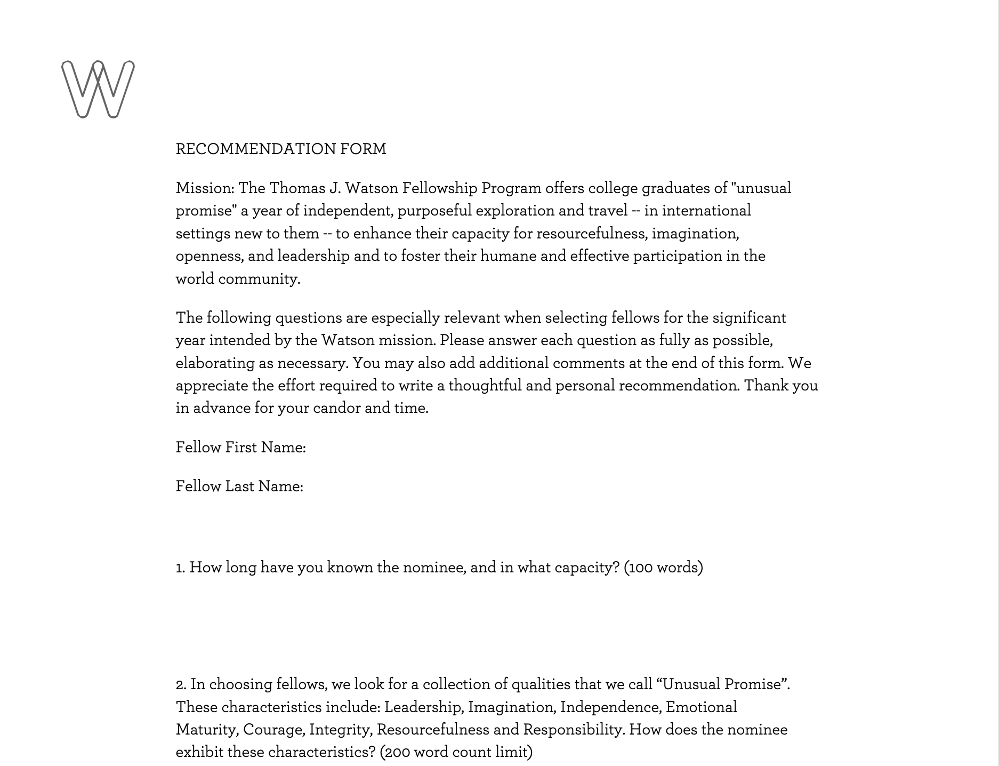 W
RECOMMENDATION FORM
Mission: The Thomas J. Watson Fellowship Program offers college graduates of "unusual
promise" a year of independent, purposeful exploration and travel -- in international
settings new to them -- to enhance their capacity for resourcefulness, imagination,
openness, and leadership and to foster their humane and effective participation in the
world community.
The following questions are especially relevant when selecting fellows for the significant
year intended by the Watson mission. Please answer each question as fully as possible,
elaborating as necessary. You may also add additional comments at the end of this form. We
appreciate the effort required to write a thoughtful and personal recommendation. Thank you
in advance for your candor and time.
Fellow First Name:
Fellow Last Name:
1. How long have you known the nominee, and in what capacity? (100 words)
2. In choosing fellows, we look for a collection of qualities that we call “Unusual Promise”.
These characteristics include: Leadership, Imagination, Independence, Emotional
Maturity, Courage, Integrity, Resourcefulness and Responsibility. How does the nominee
exhibit these characteristics? (200 word count limit)